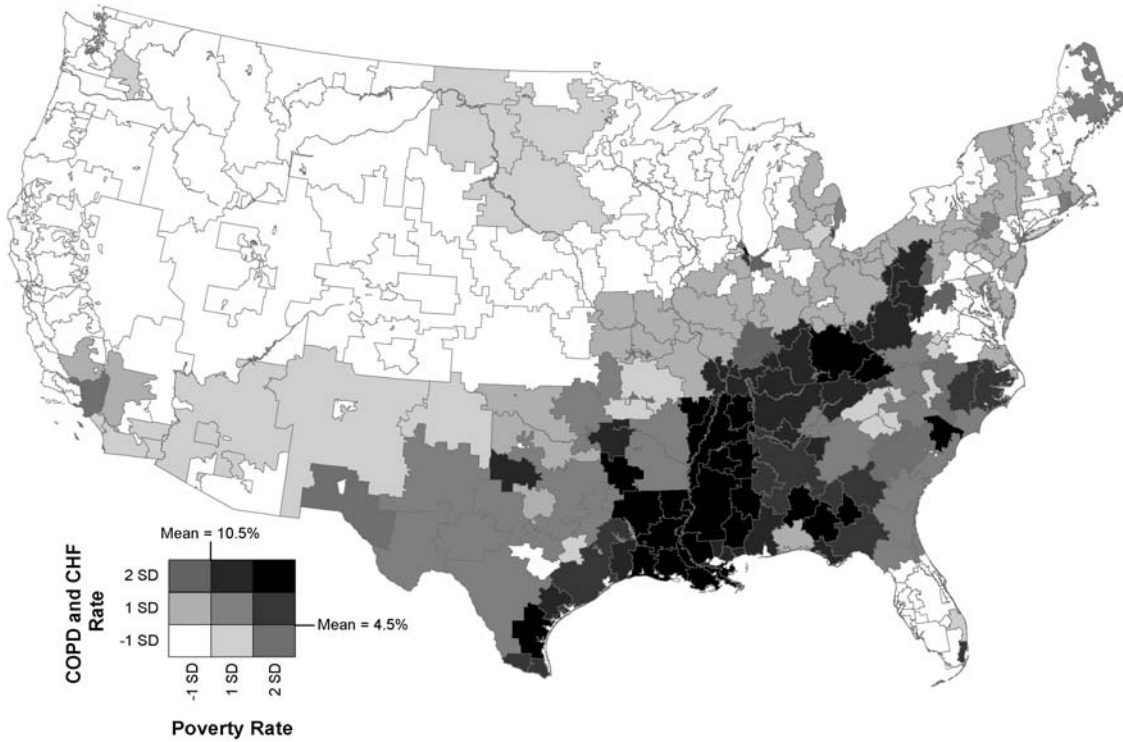 Mean = 10.5%
COPD and CHF
Rate
2 SD
1 SD
-1 SD
Mean = 4.5%
-1 SD
1 SD
2 SD
Poverty Rate